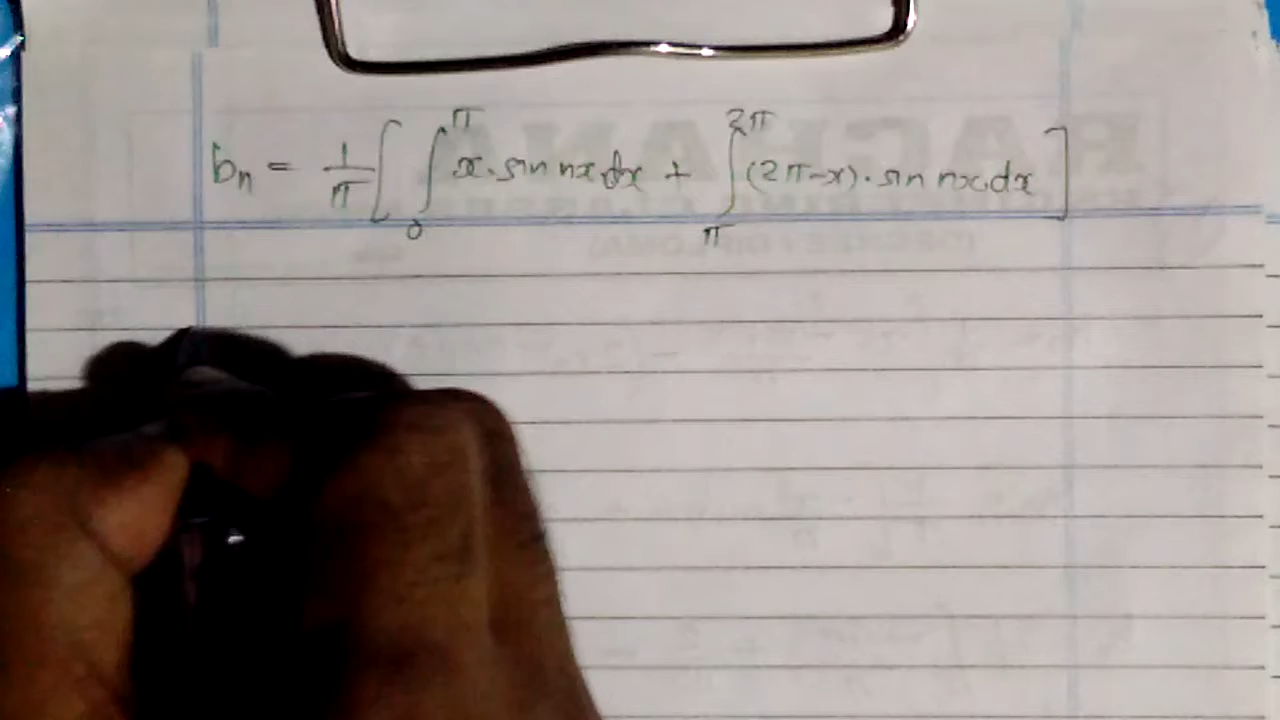 bn = 1/π [ ∫₀^π x·sin nx dx + ∫_π^2π (2π-x)·sin nx dx ]